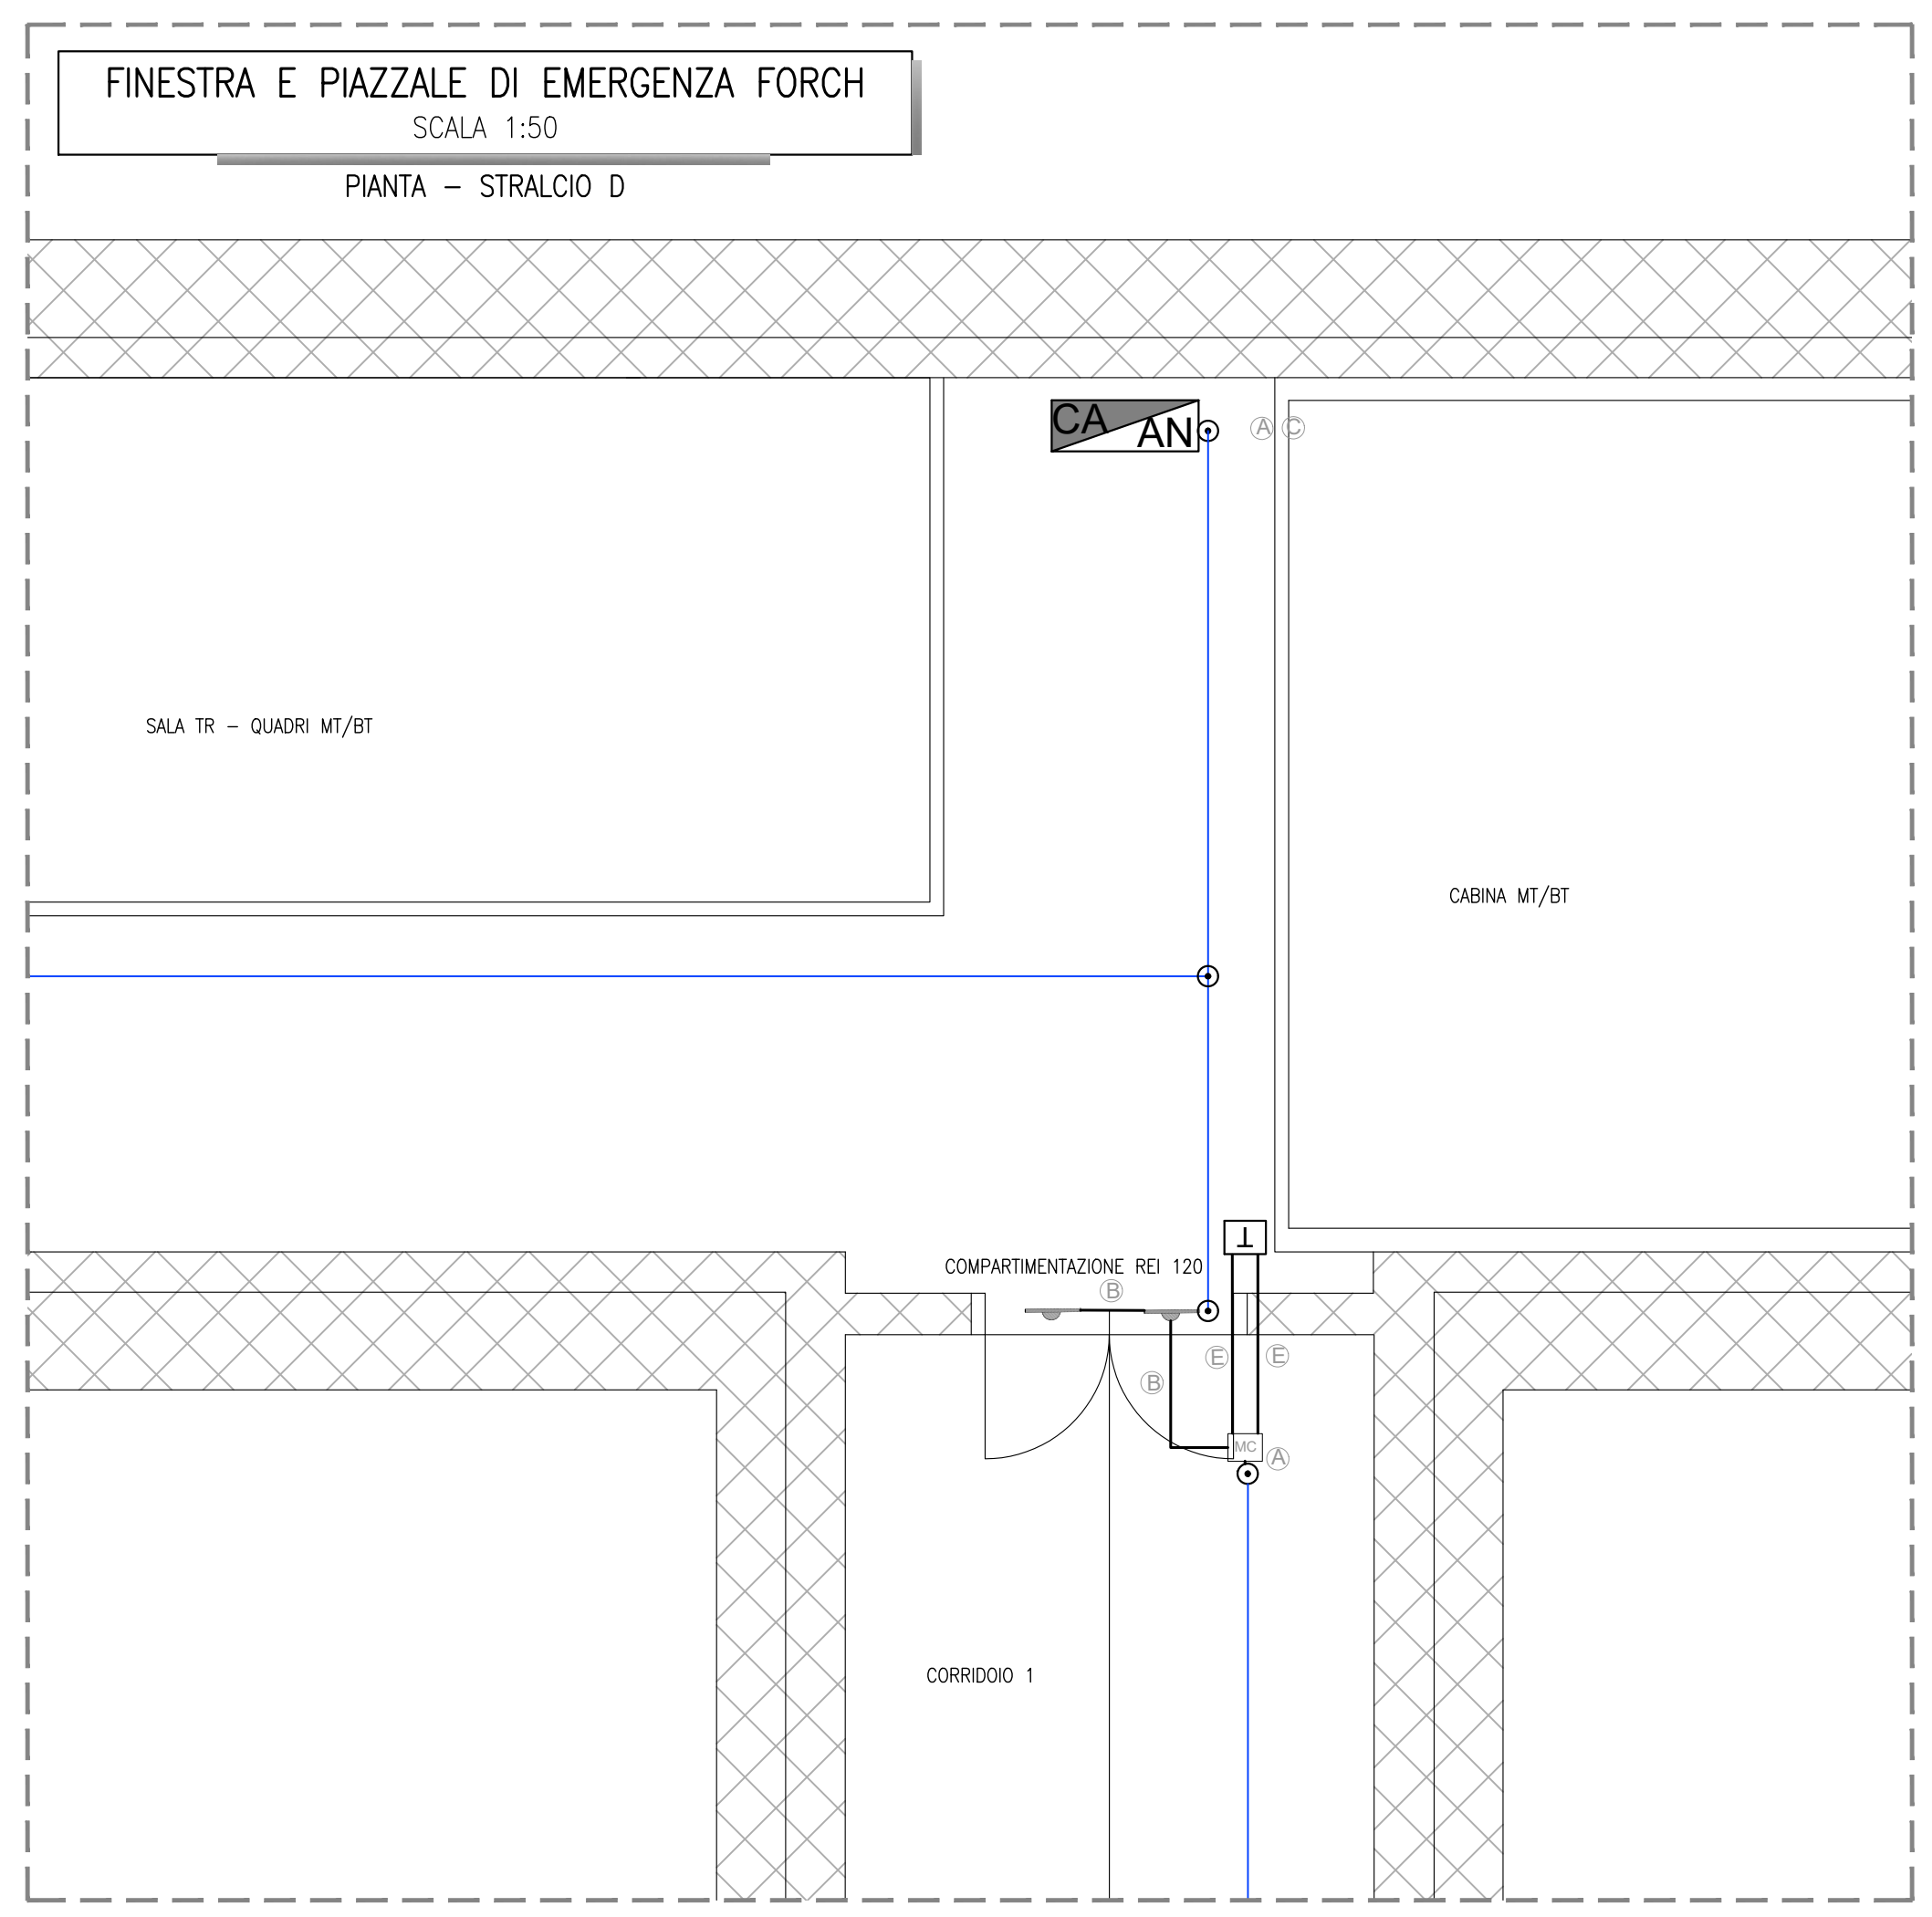 FINESTRA E PIAZZALE DI EMERGENZA FORCH
SCALA 1:50
PIANTA – STRALCIO D
CA
AN
A C
SALA TR – QUADRI MT/BT
CABINA MT/BT
T
COMPARTIMENTAZIONE REI 120
B
E
E
B
MC
A
CORRIDOIO 1